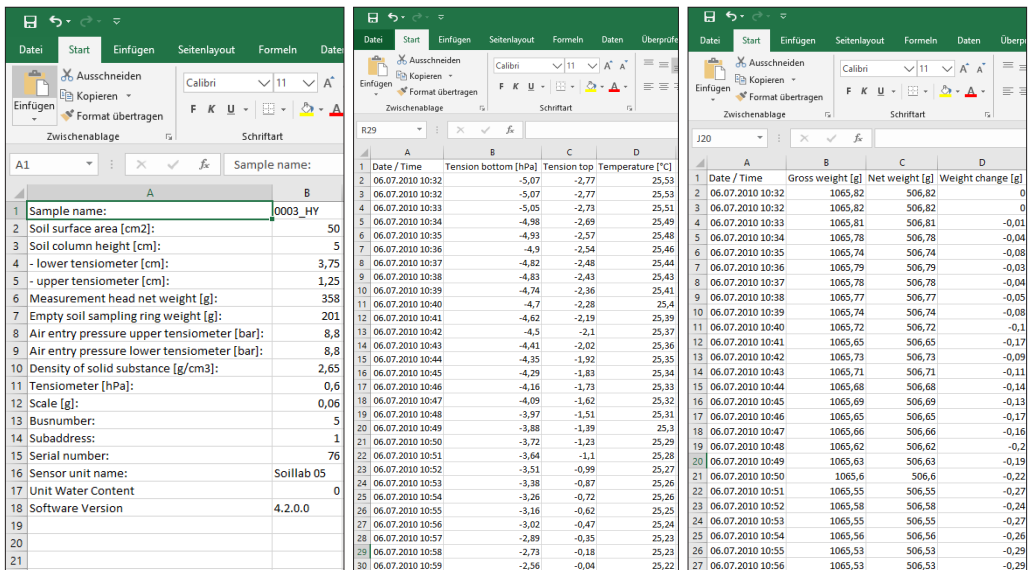 Datei Start Einfügen Seitenlayout Formeln Date
Einfügen
Ausschneiden
Kopieren
Format übertragen
Calibri 11 A
F K U A
Zwischenablage Schriftart
A1 fx Sample name:
A B
1 Sample name: 0003_HY
2 Soil surface area [cm2]: 50
3 Soil column height [cm]: 5
4 - lower tensiometer [cm]: 3,75
5 - upper tensiometer [cm]: 1,25
6 Measurement head net weight [g]: 358
7 Empty soil sampling ring weight [g]: 201
8 Air entry pressure upper tensiometer [bar]: 8,8
9 Air entry pressure lower tensiometer [bar]: 8,8
10 Density of solid substance [g/cm3]: 2,65
11 Tensiometer [hPa]: 0,6
12 Scale [g]: 0,06
13 Busnumber: 5
14 Subaddress: 1
15 Serial number: 76
16 Sensor unit name: Soillab 05
17 Unit Water Content 0
18 Software Version 4.2.0.0
19
20
21
Datei Start Einfügen Seitenlayout Formeln Daten Überprüfe
Einfügen
Ausschneiden
Kopieren
Format übertragen
Calibri 11 A A
F K U A
Zwischenablage Schriftart
R29 fx
A B C D
1 Date / Time Tension bottom [hPa] Tension top Temperature [°C]
2 06.07.2010 10:32 -5,07 -2,77 25,53
3 06.07.2010 10:32 -5,07 -2,77 25,53
4 06.07.2010 10:33 -5,05 -2,73 25,51
5 06.07.2010 10:34 -4,98 -2,69 25,49
6 06.07.2010 10:35 -4,93 -2,57 25,48
7 06.07.2010 10:36 -4,9 -2,54 25,46
8 06.07.2010 10:37 -4,82 -2,48 25,44
9 06.07.2010 10:38 -4,83 -2,43 25,43
10 06.07.2010 10:39 -4,74 -2,36 25,41
11 06.07.2010 10:40 -4,7 -2,28 25,4
12 06.07.2010 10:41 -4,62 -2,19 25,39
13 06.07.2010 10:42 -4,5 -2,1 25,37
14 06.07.2010 10:43 -4,41 -2,02 25,36
15 06.07.2010 10:44 -4,35 -1,92 25,35
16 06.07.2010 10:45 -4,29 -1,83 25,34
17 06.07.2010 10:46 -4,16 -1,73 25,33
18 06.07.2010 10:47 -4,09 -1,62 25,32
19 06.07.2010 10:48 -3,97 -1,51 25,31
20 06.07.2010 10:49 -3,88 -1,39 25,3
21 06.07.2010 10:50 -3,72 -1,23 25,29
22 06.07.2010 10:51 -3,64 -1,1 25,28
23 06.07.2010 10:52 -3,51 -0,99 25,27
24 06.07.2010 10:53 -3,38 -0,87 25,26
25 06.07.2010 10:54 -3,26 -0,72 25,26
26 06.07.2010 10:55 -3,16 -0,62 25,25
27 06.07.2010 10:56 -3,02 -0,47 25,24
28 06.07.2010 10:57 -2,89 -0,35 25,23
29 06.07.2010 10:58 -2,73 -0,18 25,23
30 06.07.2010 10:59 -2,56 -0,04 25,22
Datei Start Einfügen Seitenlayout Formeln Daten Überp
Einfügen
Ausschneiden
Kopieren
Format übertragen
Calibri 11 A A
F K U A
Zwischenablage Schriftart
J20 fx
A B C D
1 Date / Time Gross weight [g] Net weight [g] Weight change [g]
2 06.07.2010 10:32 1065,82 506,82 0
3 06.07.2010 10:32 1065,82 506,82 0
4 06.07.2010 10:33 1065,81 506,81 -0,01
5 06.07.2010 10:34 1065,78 506,78 -0,04
6 06.07.2010 10:35 1065,74 506,74 -0,08
7 06.07.2010 10:36 1065,79 506,79 -0,03
8 06.07.2010 10:37 1065,78 506,78 -0,04
9 06.07.2010 10:38 1065,77 506,77 -0,05
10 06.07.2010 10:39 1065,74 506,74 -0,08
11 06.07.2010 10:40 1065,72 506,72 -0,1
12 06.07.2010 10:41 1065,65 506,65 -0,17
13 06.07.2010 10:42 1065,73 506,73 -0,09
14 06.07.2010 10:43 1065,71 506,71 -0,11
15 06.07.2010 10:44 1065,68 506,68 -0,14
16 06.07.2010 10:45 1065,69 506,69 -0,13
17 06.07.2010 10:46 1065,65 506,65 -0,17
18 06.07.2010 10:47 1065,66 506,66 -0,16
19 06.07.2010 10:48 1065,62 506,62 -0,2
20 06.07.2010 10:49 1065,63 506,63 -0,19
21 06.07.2010 10:50 1065,6 506,6 -0,22
22 06.07.2010 10:51 1065,55 506,55 -0,27
23 06.07.2010 10:52 1065,58 506,58 -0,24
24 06.07.2010 10:53 1065,55 506,55 -0,27
25 06.07.2010 10:54 1065,56 506,56 -0,26
26 06.07.2010 10:55 1065,53 506,53 -0,29
27 06.07.2010 10:56 1065,53 506,53 -0,29